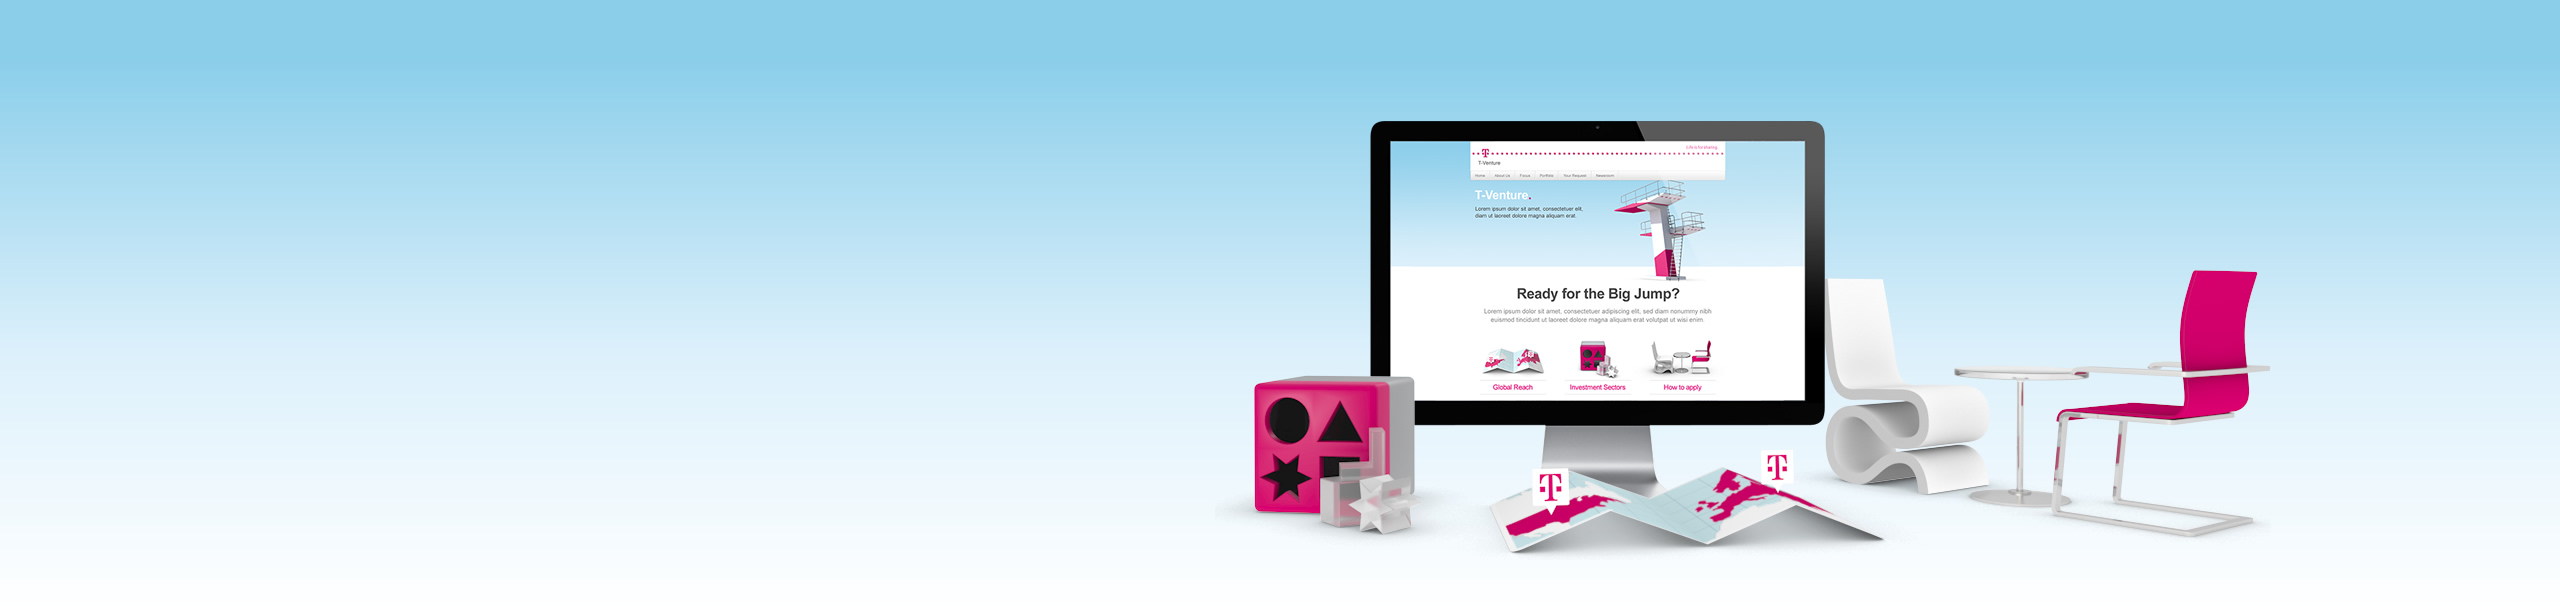 Life is for sharing.
T
T-Venture
Home About Us Focus Portfolio Your Request Newsroom
T-Venture.
Lorem ipsum dolor sit amet, consectetuer elit,
diam ut laoreet dolore magna aliquam erat.
Ready for the Big Jump?
Lorem ipsum dolor sit amet, consectetuer adipiscing elit, sed diam nonummy nibh
euismod tincidunt ut laoreet dolore magna aliquam erat volutpat ut wisi enim.
Global Reach Investment Sectors How to apply
T
T